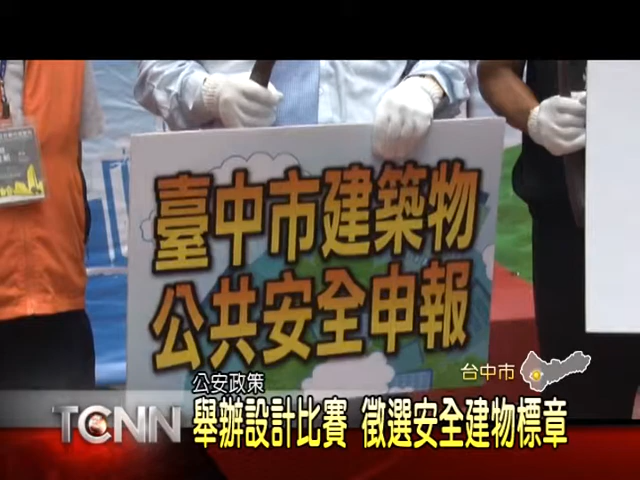 臺中市建築物
公共安全申報
台中市
公安政策
TCNN
舉辦設計比賽 徵選安全建物標章